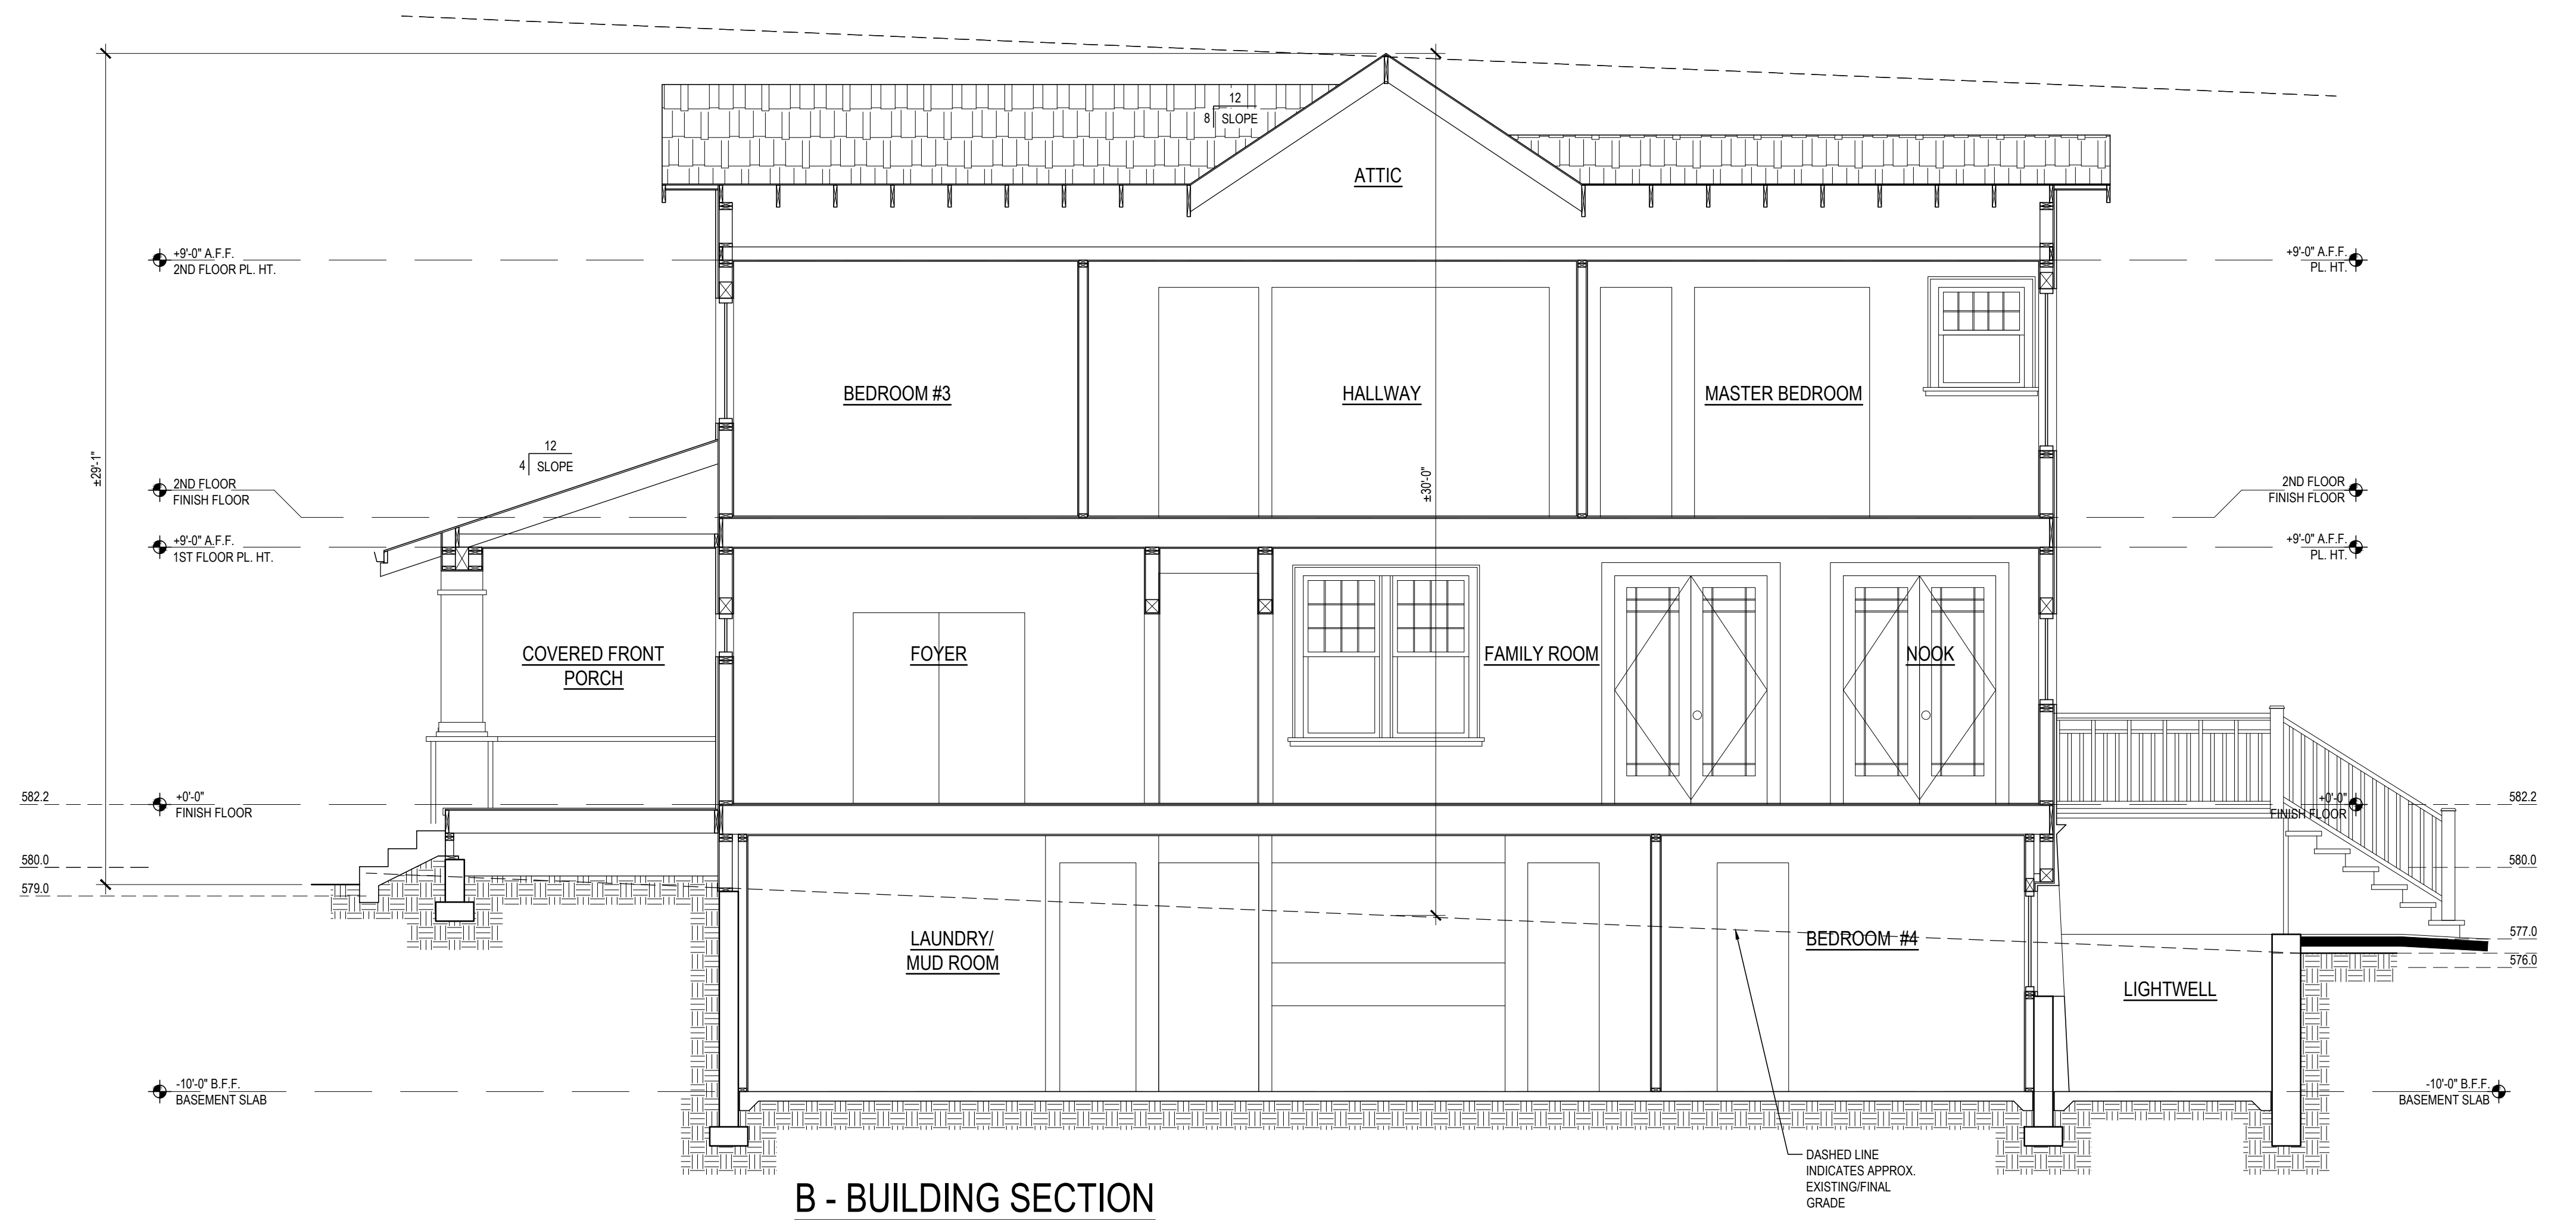 12
8 SLOPE
ATTIC
+9'-0" A.F.F.
2ND FLOOR PL. HT.
+9'-0" A.F.F.
PL. HT.
BEDROOM #3
HALLWAY
MASTER BEDROOM
12
4 SLOPE
±29'-1"
±30'-0"
2ND FLOOR
FINISH FLOOR
2ND FLOOR
FINISH FLOOR
+9'-0" A.F.F.
1ST FLOOR PL. HT.
+9'-0" A.F.F.
PL. HT.
COVERED FRONT
PORCH
FOYER
FAMILY ROOM
NOOK
582.2
+0'-0"
FINISH FLOOR
+0'-0"
FINISH FLOOR
582.2
580.0
580.0
579.0
LAUNDRY/
MUD ROOM
BEDROOM #4
577.0
576.0
LIGHTWELL
-10'-0" B.F.F.
BASEMENT SLAB
-10'-0" B.F.F.
BASEMENT SLAB
DASHED LINE
INDICATES APPROX.
EXISTING/FINAL
GRADE
B - BUILDING SECTION